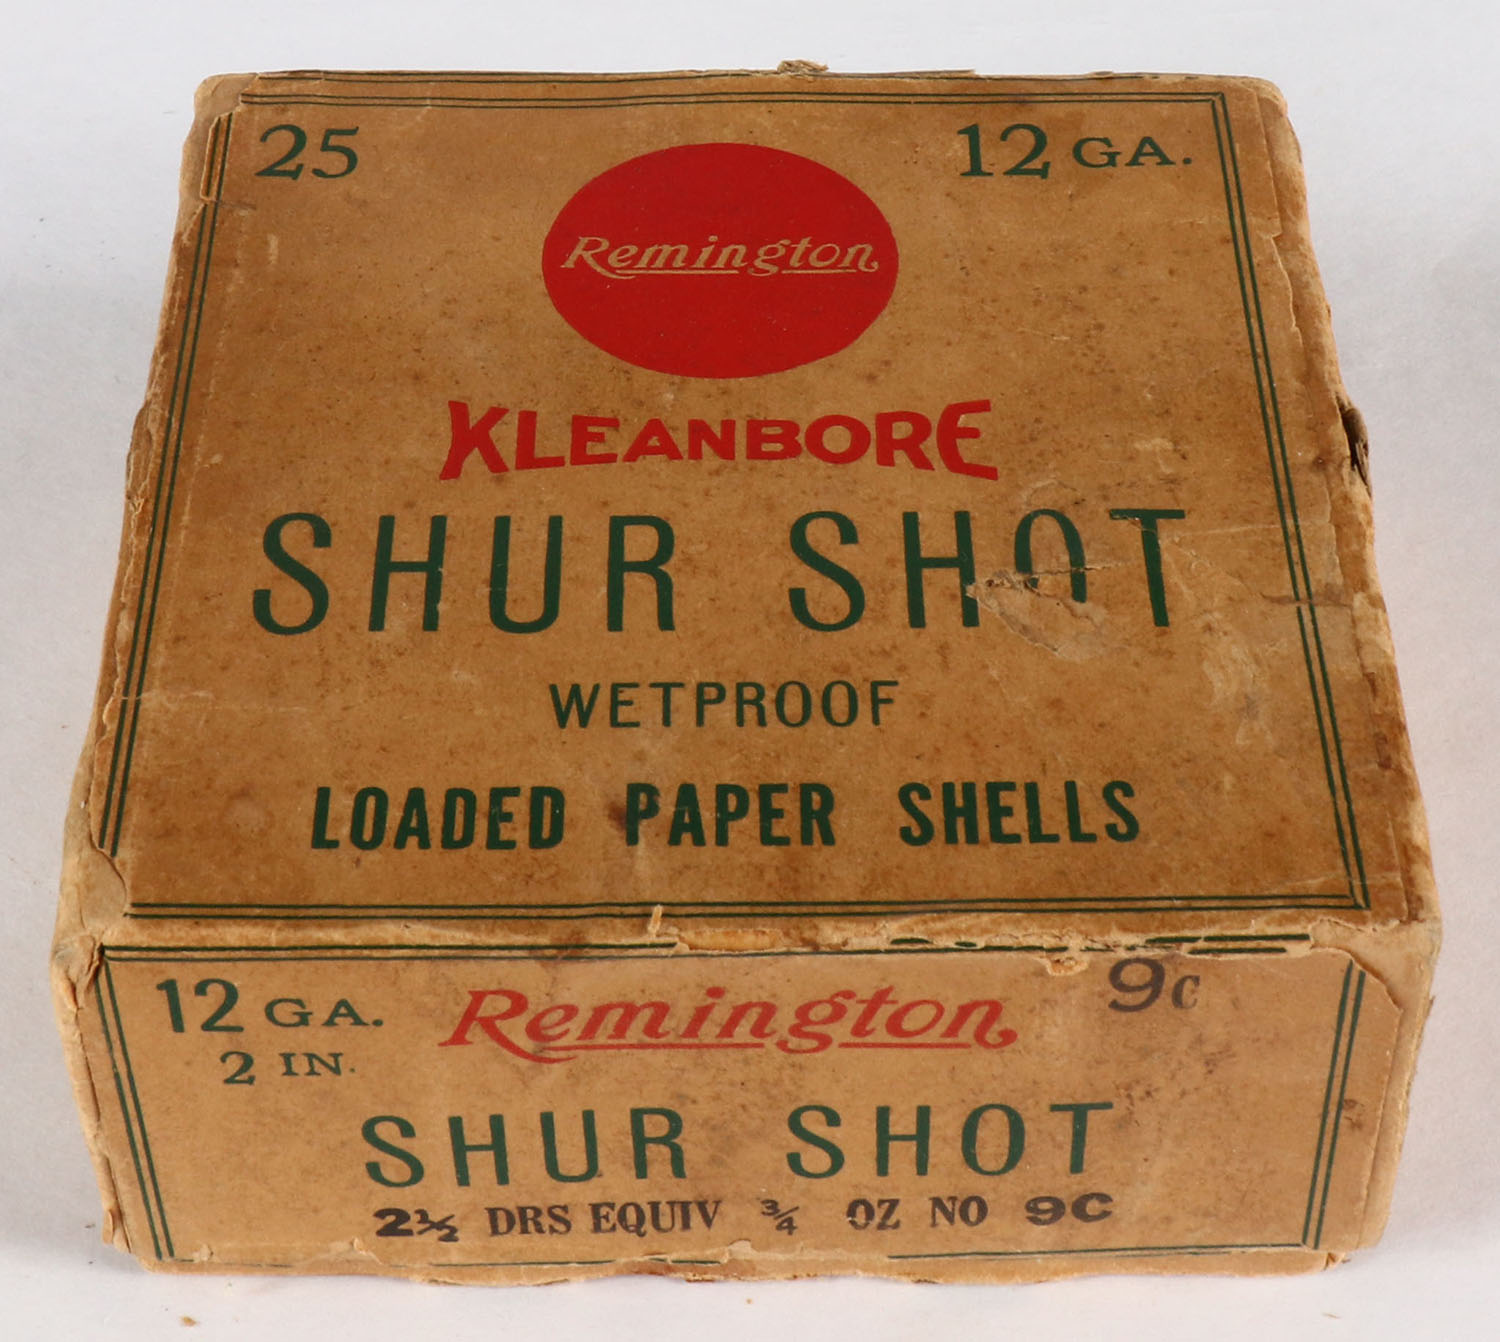 25 12 GA.
Remington
KLEANBORE
SHUR SHOT
WETPROOF
LOADED PAPER SHELLS
12 GA. Remington 9C
2 IN.
SHUR SHOT
2½ DRS EQUIV ¾ OZ NO 9C